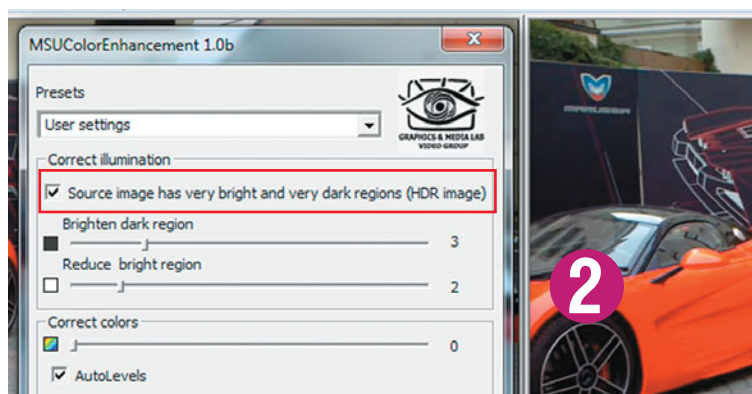 MSUColorEnhancement 1.0b
Presets
User settings
GRAPHICS & MEDIA LAB
VIDEO GROUP
Correct illumination
Source image has very bright and very dark regions (HDR image)
Brighten dark region
3
Reduce bright region
2
Correct colors
0
AutoLevels
MARUSSIA
2